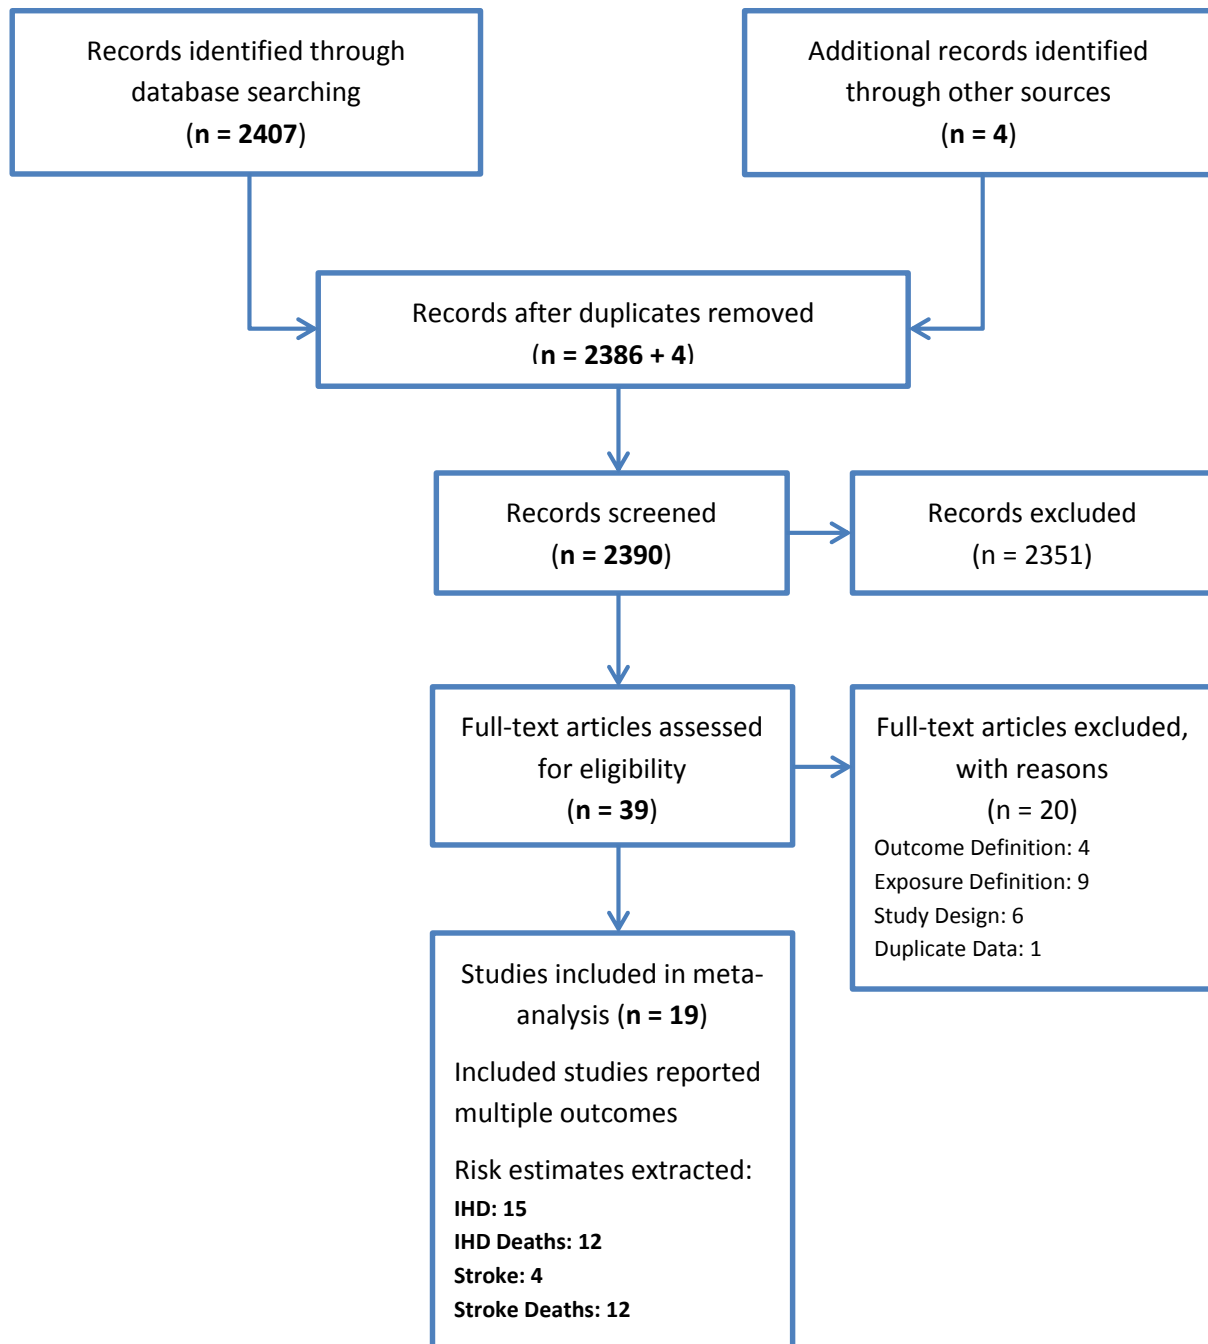 Records identified through
database searching
(n = 2407)
Additional records identified
through other sources
(n = 4)
Records after duplicates removed
(n = 2386 + 4)
Records screened
(n = 2390)
Records excluded
(n = 2351)
Full-text articles assessed
for eligibility
(n = 39)
Full-text articles excluded,
with reasons
(n = 20)
Outcome Definition: 4
Exposure Definition: 9
Study Design: 6
Duplicate Data: 1
Studies included in meta-
analysis (n = 19)
Included studies reported
multiple outcomes
Risk estimates extracted:
IHD: 15
IHD Deaths: 12
Stroke: 4
Stroke Deaths: 12